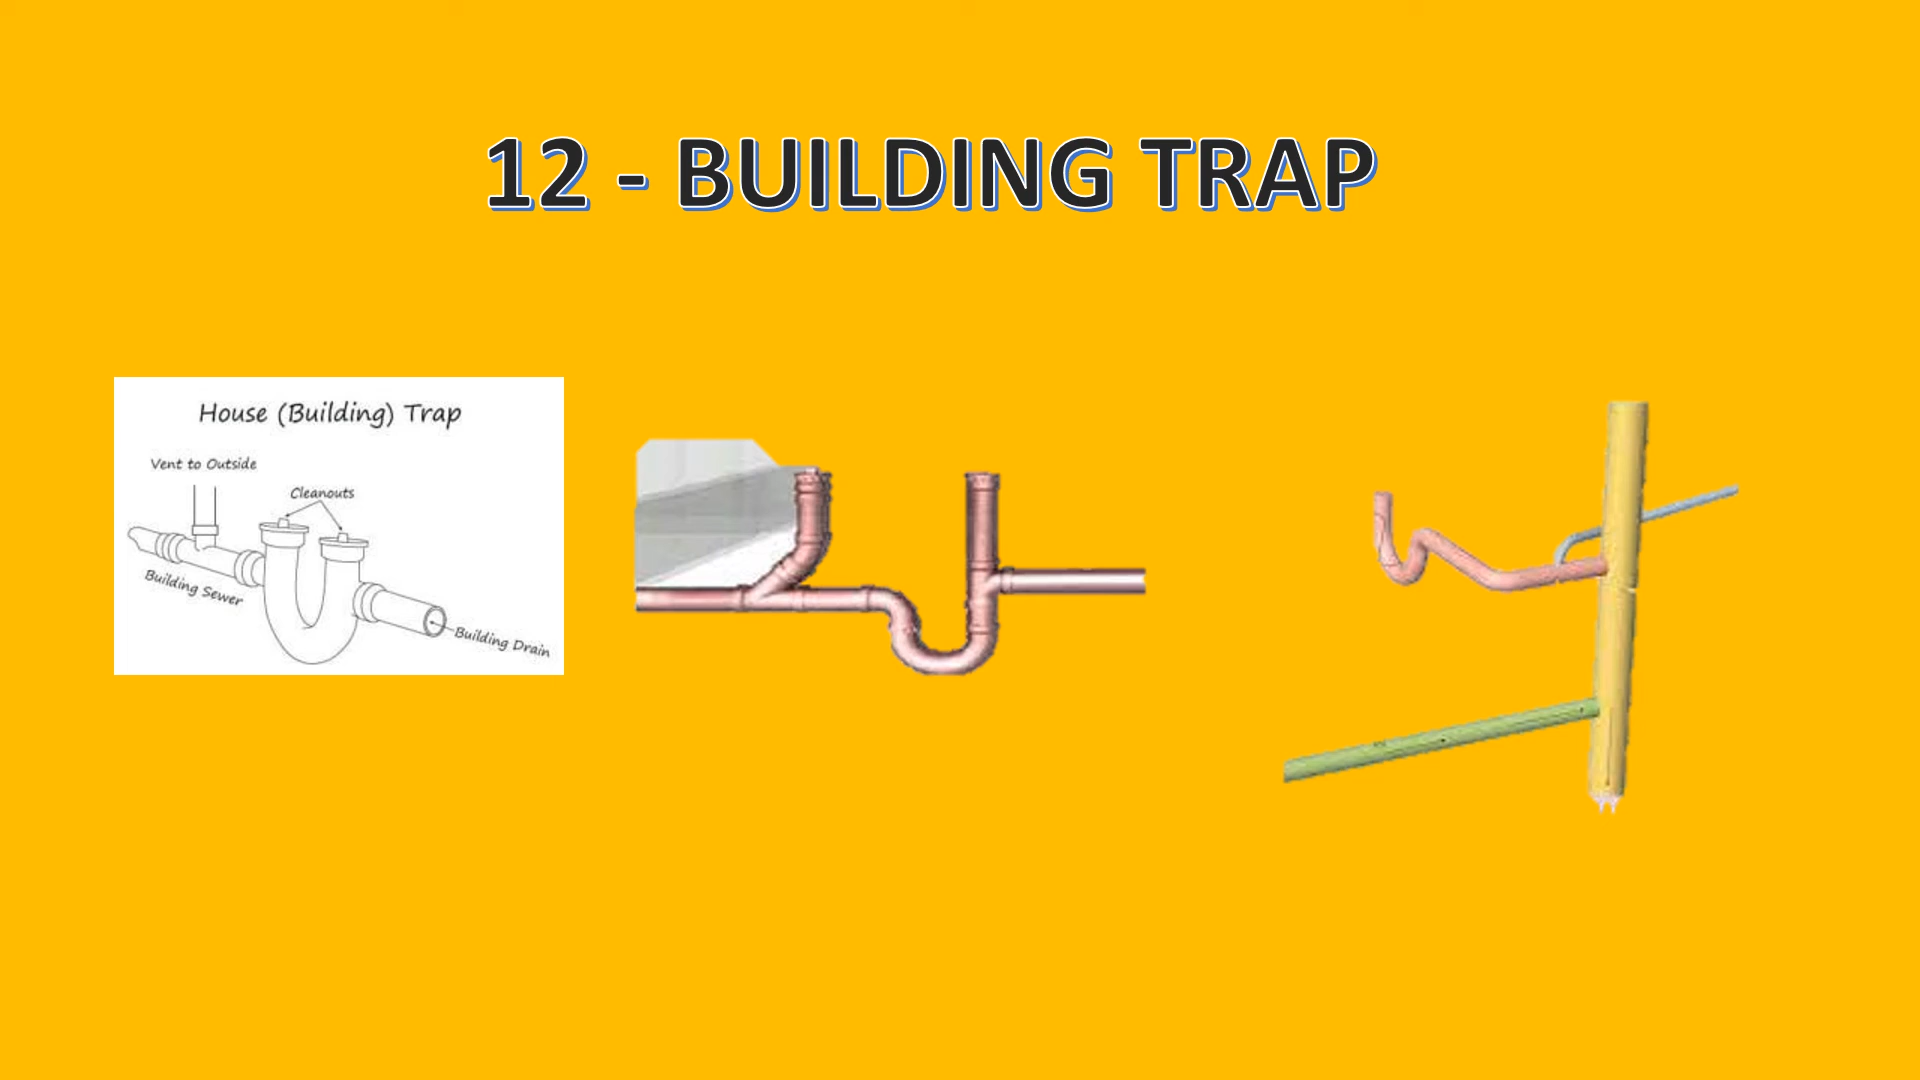 12 - BUILDING TRAP
House (Building) Trap
Vent to Outside
Cleanouts
Building Sewer
Building Drain